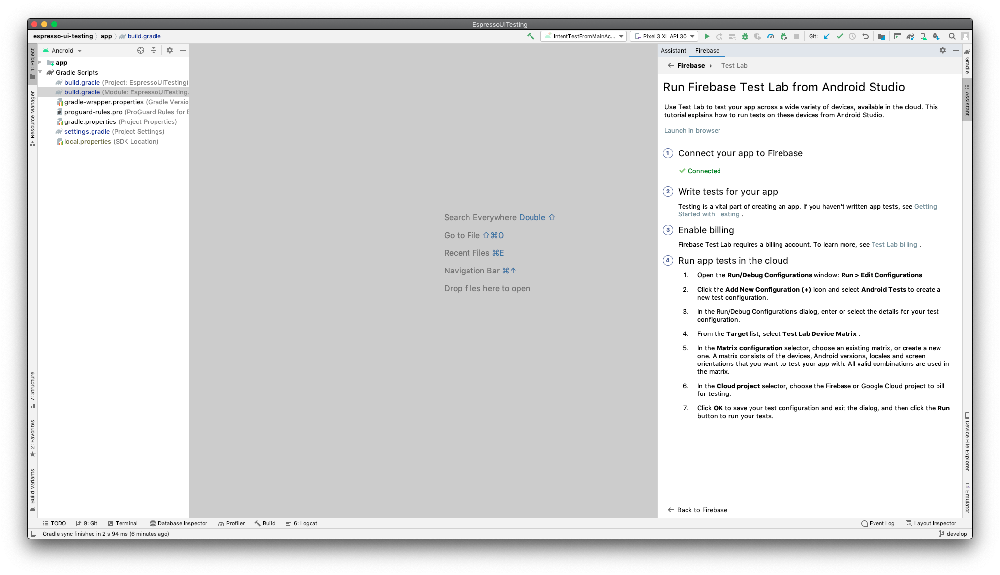 EspressoUITesting
espresso-ui-testing app build.gradle
IntentTestFromMainAc... Pixel 3 XL API 30 Git:
1: Project
Resource Manager
7: Structure
2: Favorites
Build Variants
Android
app
Gradle Scripts
build.gradle (Project: EspressoUITesting)
build.gradle (Module: EspressoUITesting.
gradle-wrapper.properties (Gradle Versio
proguard-rules.pro (ProGuard Rules for E
gradle.properties (Project Properties)
settings.gradle (Project Settings)
local.properties (SDK Location)
Search Everywhere Double ⇧
Go to File ⇧⌘O
Recent Files ⌘E
Navigation Bar ⌘↑
Drop files here to open
Assistant Firebase
← Firebase › Test Lab
Run Firebase Test Lab from Android Studio
Use Test Lab to test your app across a wide variety of devices, available in the cloud. This
tutorial explains how to run tests on these devices from Android Studio.
Launch in browser
1 Connect your app to Firebase
Connected
2 Write tests for your app
Testing is a vital part of creating an app. If you haven't written app tests, see Getting
Started with Testing .
3 Enable billing
Firebase Test Lab requires a billing account. To learn more, see Test Lab billing .
4 Run app tests in the cloud
1. Open the Run/Debug Configurations window: Run > Edit Configurations
2. Click the Add New Configuration (+) icon and select Android Tests to create a
new test configuration.
3. In the Run/Debug Configurations dialog, enter or select the details for your test
configuration.
4. From the Target list, select Test Lab Device Matrix .
5. In the Matrix configuration selector, choose an existing matrix, or create a new
one. A matrix consists of the devices, Android versions, locales and screen
orientations that you want to test your app with. All valid combinations are used in
the matrix.
6. In the Cloud project selector, choose the Firebase or Google Cloud project to bill
for testing.
7. Click OK to save your test configuration and exit the dialog, and then click the Run
button to run your tests.
← Back to Firebase
Gradle
Assistant
Device File Explorer
Emulator
TODO 9: Git Terminal Database Inspector Profiler Build 6: Logcat Event Log Layout Inspector
Gradle sync finished in 2 s 94 ms (6 minutes ago) develop